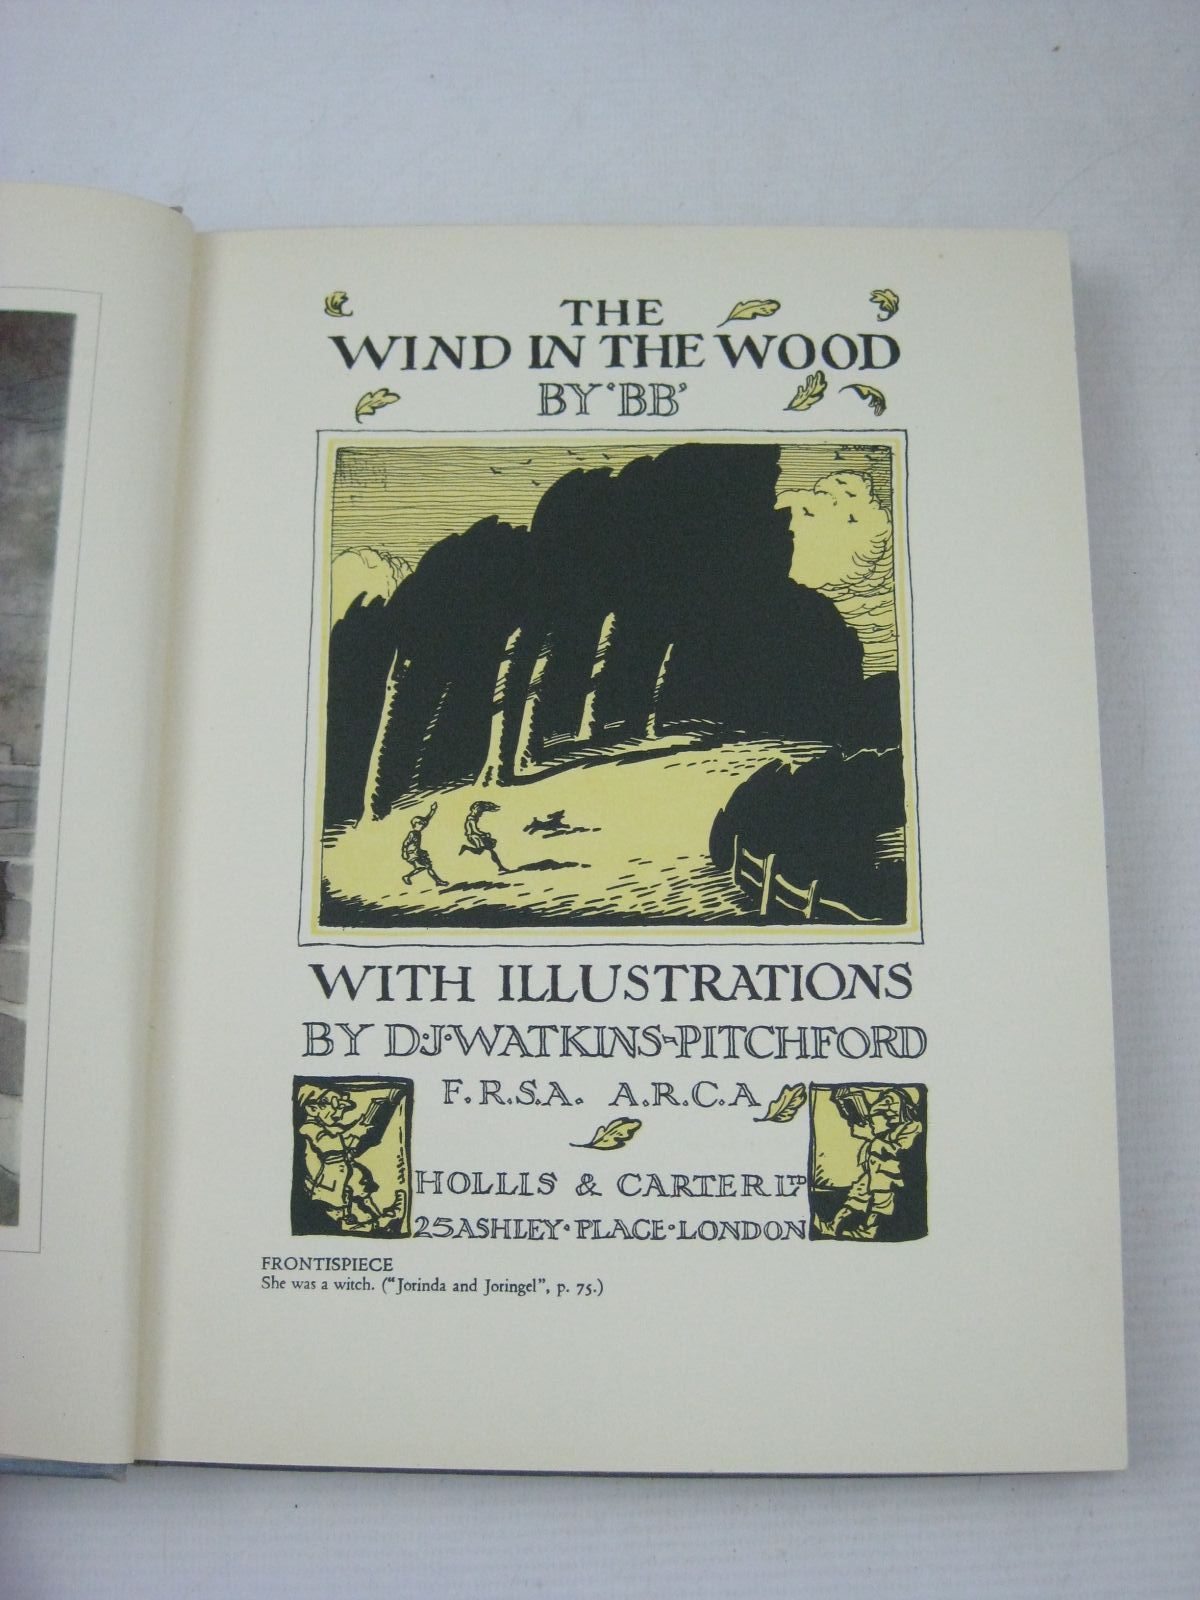 THE
WIND IN THE WOOD
BY 'BB'
WITH ILLUSTRATIONS
BY D·J·WATKINS-PITCHFORD
F.R.S.A. A.R.C.A
HOLLIS & CARTER LTD
25 ASHLEY·PLACE·LONDON
FRONTISPIECE
She was a witch. ("Jorinda and Joringel", p. 75.)